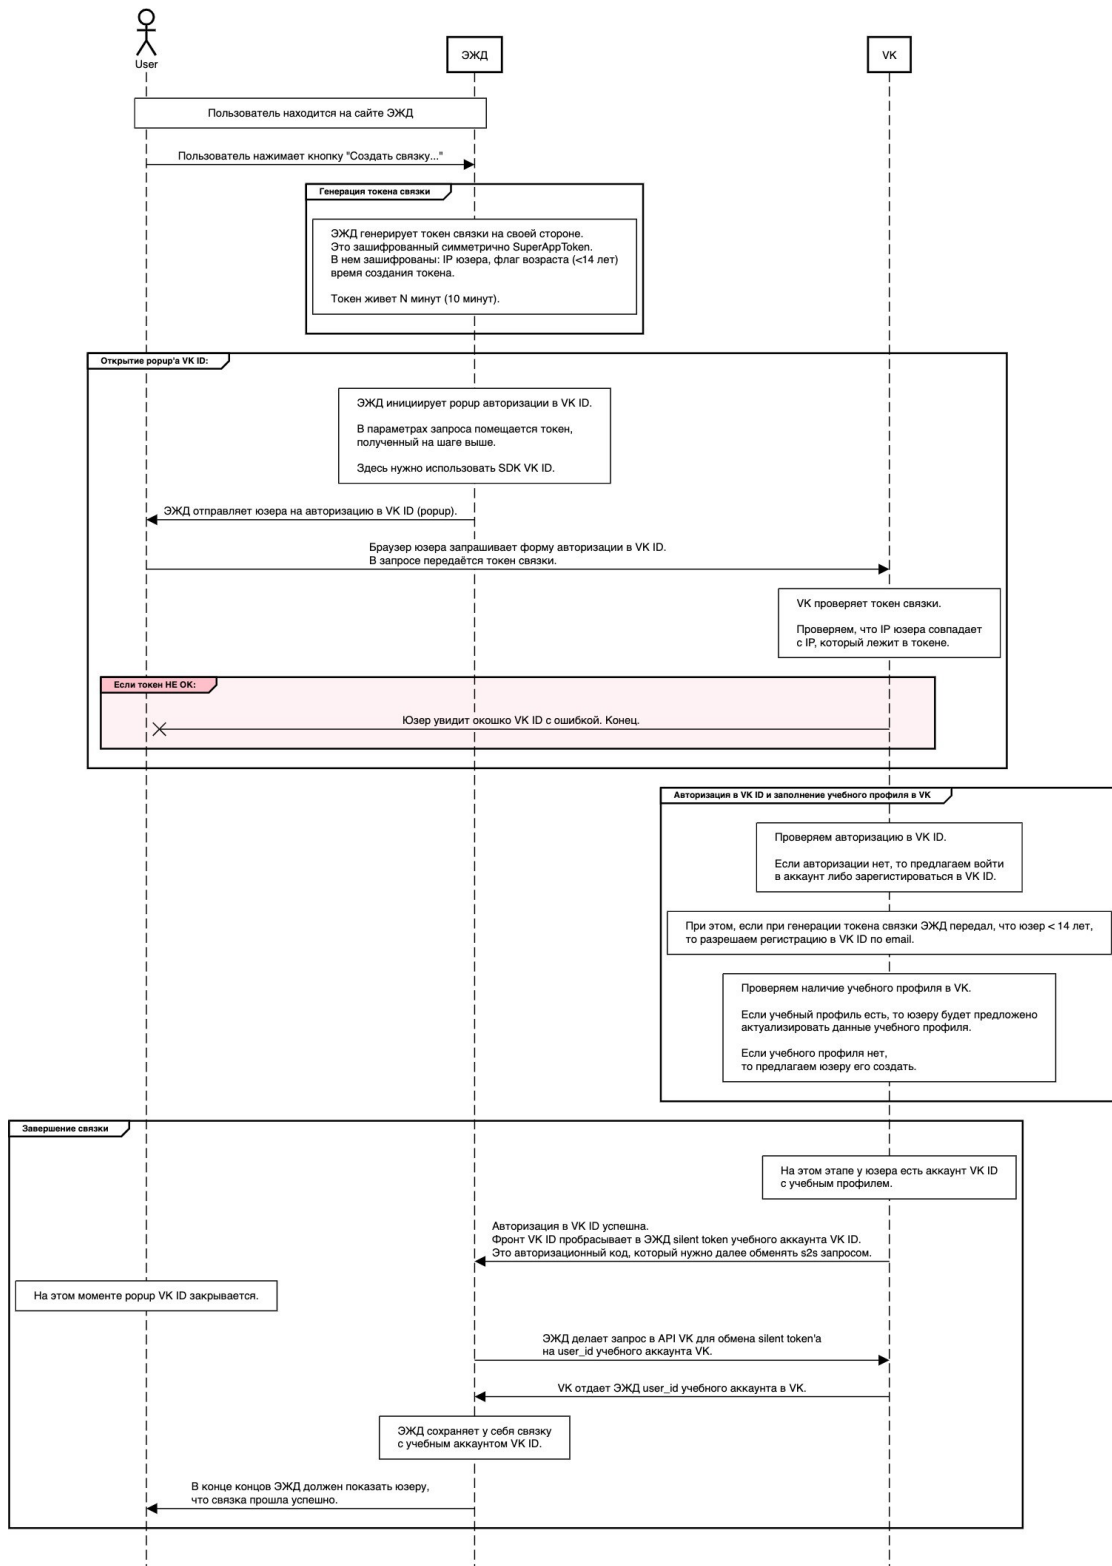 User
ЭЖД
VK
Пользователь находится на сайте ЭЖД
Пользователь нажимает кнопку "Создать связку..."
Генерация токена связки
ЭЖД генерирует токен связки на своей стороне.
Это зашифрованный симметрично SuperAppToken.
В нем зашифрованы: IP юзера, флаг возраста (<14 лет)
время создания токена.
Токен живет N минут (10 минут).
Открытие popup'а VK ID:
ЭЖД инициирует popup авторизации в VK ID.
В параметрах запроса помещается токен,
полученный на шаге выше.
Здесь нужно использовать SDK VK ID.
ЭЖД отправляет юзера на авторизацию в VK ID (popup).
Браузер юзера запрашивает форму авторизации в VK ID.
В запросе передаётся токен связки.
VK проверяет токен связки.
Проверяем, что IP юзера совпадает
с IP, который лежит в токене.
Если токен НЕ ОК:
Юзер увидит окошко VK ID с ошибкой. Конец.
Авторизация в VK ID и заполнение учебного профиля в VK
Проверяем авторизацию в VK ID.
Если авторизации нет, то предлагаем войти
в аккаунт либо зарегистироваться в VK ID.
При этом, если при генерации токена связки ЭЖД передал, что юзер < 14 лет,
то разрешаем регистрацию в VK ID по email.
Проверяем наличие учебного профиля в VK.
Если учебный профиль есть, то юзеру будет предложено
актуализировать данные учебного профиля.
Если учебного профиля нет,
то предлагаем юзеру его создать.
Завершение связки
На этом этапе у юзера есть аккаунт VK ID
с учебным профилем.
Авторизация в VK ID успешна.
Фронт VK ID пробрасывает в ЭЖД silent token учебного аккаунта VK ID.
Это авторизационный код, который нужно далее обменять s2s запросом.
На этом моменте popup VK ID закрывается.
ЭЖД делает запрос в API VK для обмена silent token'а
на user_id учебного аккаунта VK.
VK отдает ЭЖД user_id учебного аккаунта в VK.
ЭЖД сохраняет у себя связку
с учебным аккаунтом VK ID.
В конце концов ЭЖД должен показать юзеру,
что связка прошла успешно.